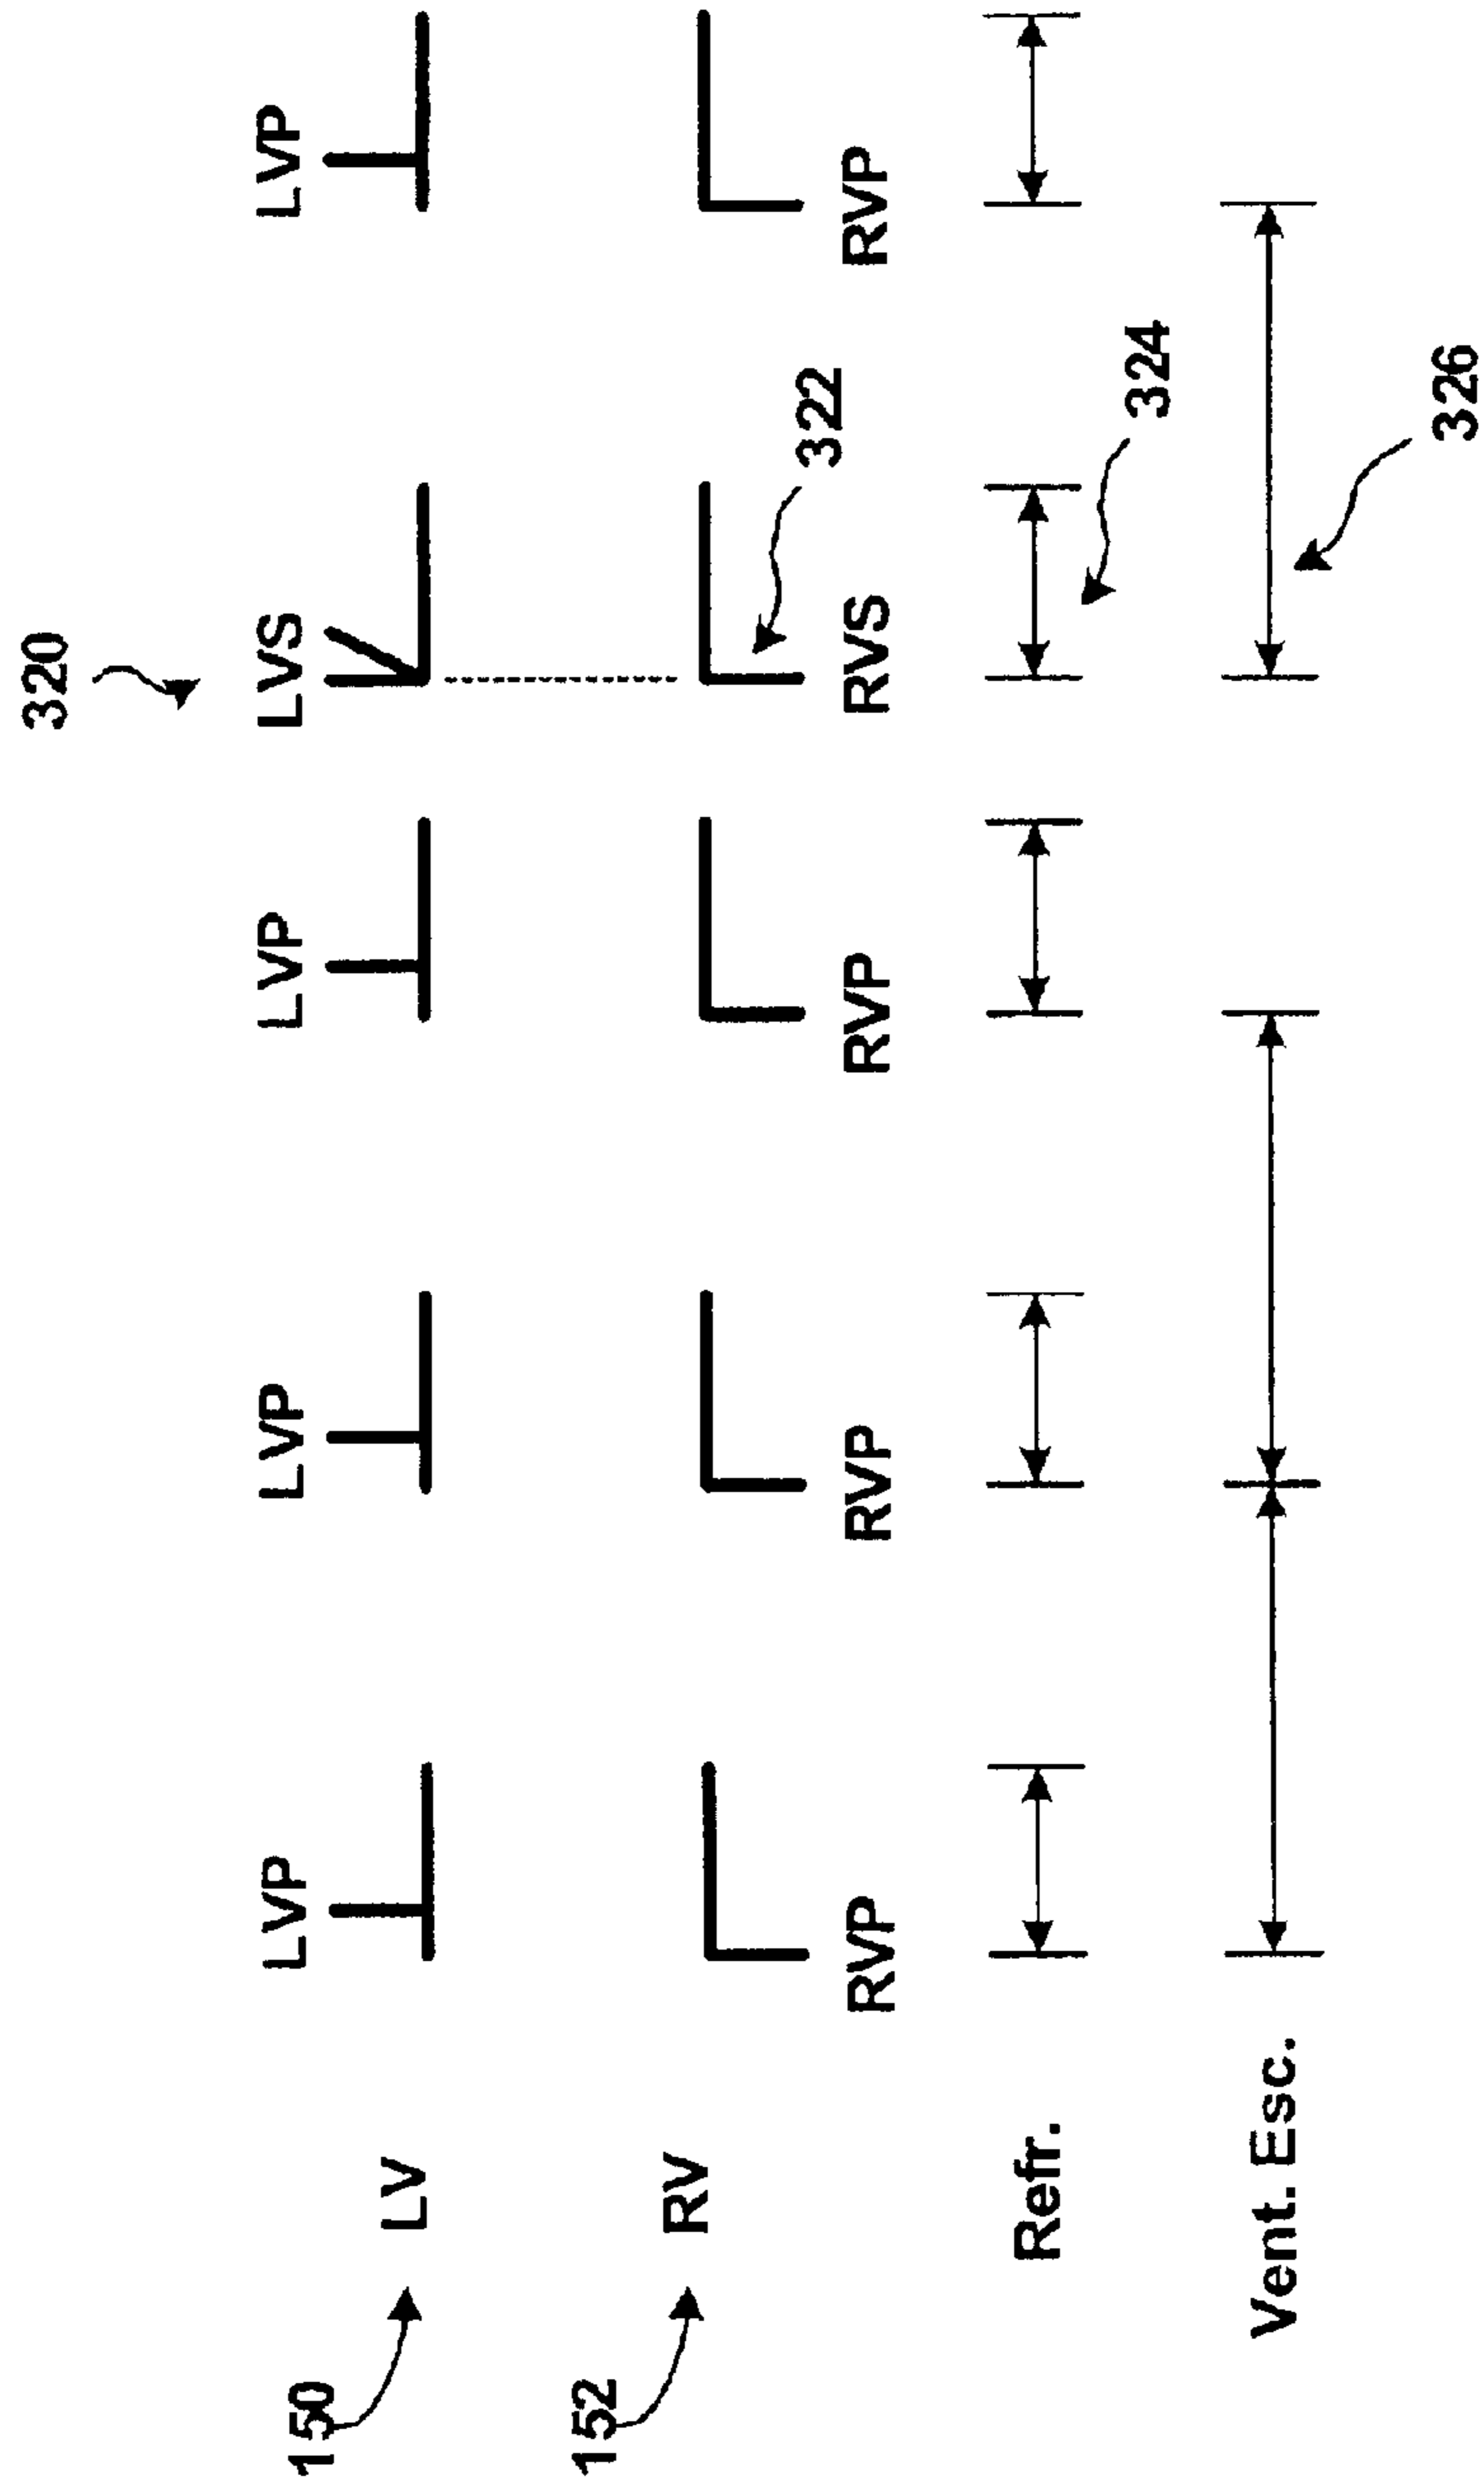 320
LVP LVP LVP LVS LVP
150
LV
322
152
RV
RVP RVP RVP RVS RVP
324
Refr.
326
Vent. Esc.